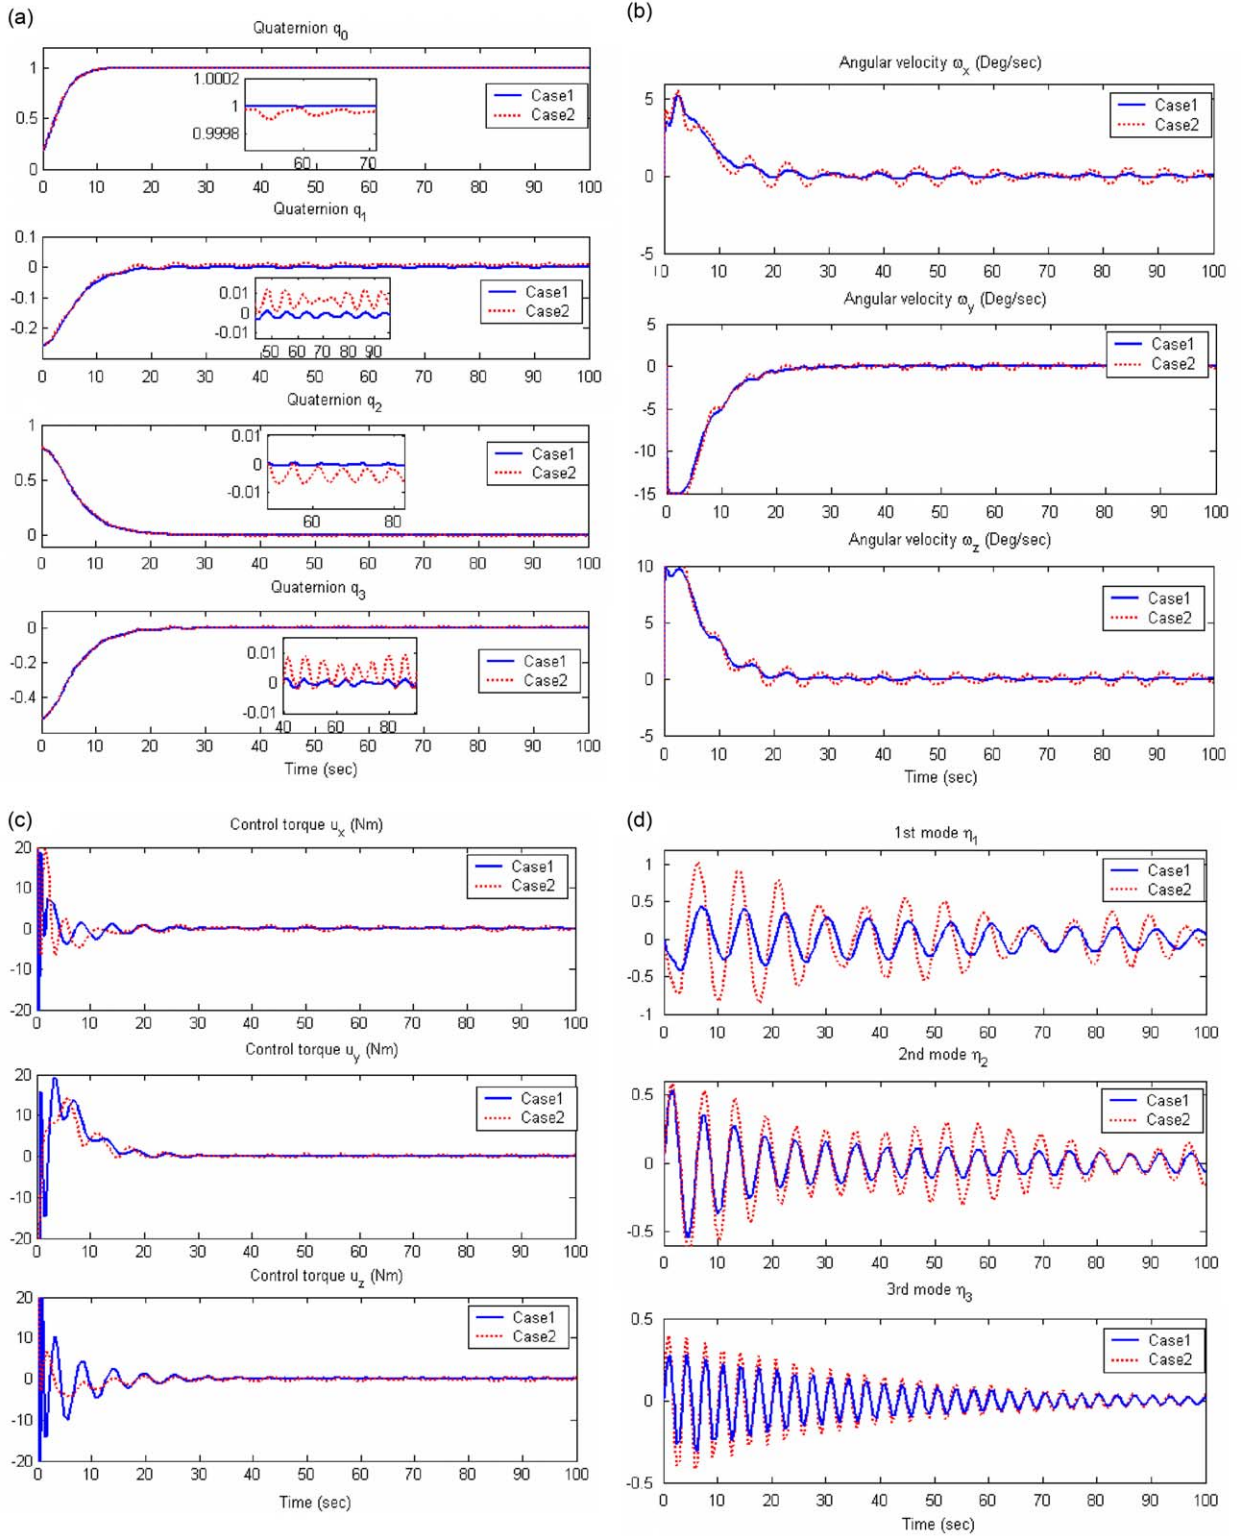 (a)
Quaternion q0
1
0.5
0
1.0002
1
0.9998
60 70
Case1
Case2
0 10 20 30 40 50 60 70 80 90 100
Quaternion q1
0.1
0
-0.1
-0.2
0.01
0
-0.01
50 60 70 80 90
Case1
Case2
0 10 20 30 40 50 60 70 80 90 100
Quaternion q2
1
0.5
0
0.01
0
-0.01
60 80
Case1
Case2
0 10 20 30 40 50 60 70 80 90 100
Quaternion q3
0
-0.2
-0.4
0.01
0
-0.01
40 60 80
Case1
Case2
0 10 20 30 40 50 60 70 80 90 100
Time (sec)
(b)
Angular velocity ωx (Deg/sec)
5
0
-5
Case1
Case2
0 10 20 30 40 50 60 70 80 90 100
Angular velocity ωy (Deg/sec)
5
0
-5
-10
-15
Case1
Case2
0 10 20 30 40 50 60 70 80 90 100
Angular velocity ωz (Deg/sec)
10
5
0
-5
Case1
Case2
0 10 20 30 40 50 60 70 80 90 100
Time (sec)
(c)
Control torque ux (Nm)
20
10
0
-10
-20
Case1
Case2
0 10 20 30 40 50 60 70 80 90 100
Control torque uy (Nm)
20
10
0
-10
-20
Case1
Case2
0 10 20 30 40 50 60 70 80 90 100
Control torque uz (Nm)
20
10
0
-10
-20
Case1
Case2
0 10 20 30 40 50 60 70 80 90 100
Time (sec)
(d)
1st mode η1
1
0.5
0
-0.5
-1
Case1
Case2
0 10 20 30 40 50 60 70 80 90 100
2nd mode η2
0.5
0
-0.5
Case1
Case2
0 10 20 30 40 50 60 70 80 90 100
3rd mode η3
0.5
0
-0.5
Case1
Case2
0 10 20 30 40 50 60 70 80 90 100
Time (sec)